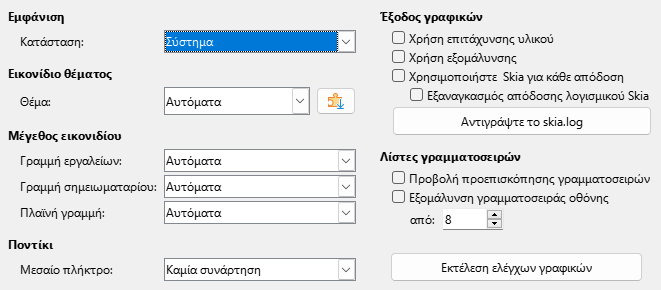 Εμφάνιση
Κατάσταση: Σύστημα
Εικονίδιο θέματος
Θέμα: Αυτόματα
Μέγεθος εικονιδίου
Γραμμή εργαλείων: Αυτόματα
Γραμμή σημειωματαρίου: Αυτόματα
Πλαϊνή γραμμή: Αυτόματα
Ποντίκι
Μεσαίο πλήκτρο: Καμία συνάρτηση
Έξοδος γραφικών
Χρήση επιτάχυνσης υλικού
Χρήση εξομάλυνσης
Χρησιμοποιήστε Skia για κάθε απόδοση
Εξαναγκασμός απόδοσης λογισμικού Skia
Αντιγράψτε το skia.log
Λίστες γραμματοσειρών
Προβολή προεπισκόπησης γραμματοσειρών
Εξομάλυνση γραμματοσειράς οθόνης
από: 8
Εκτέλεση ελέγχων γραφικών